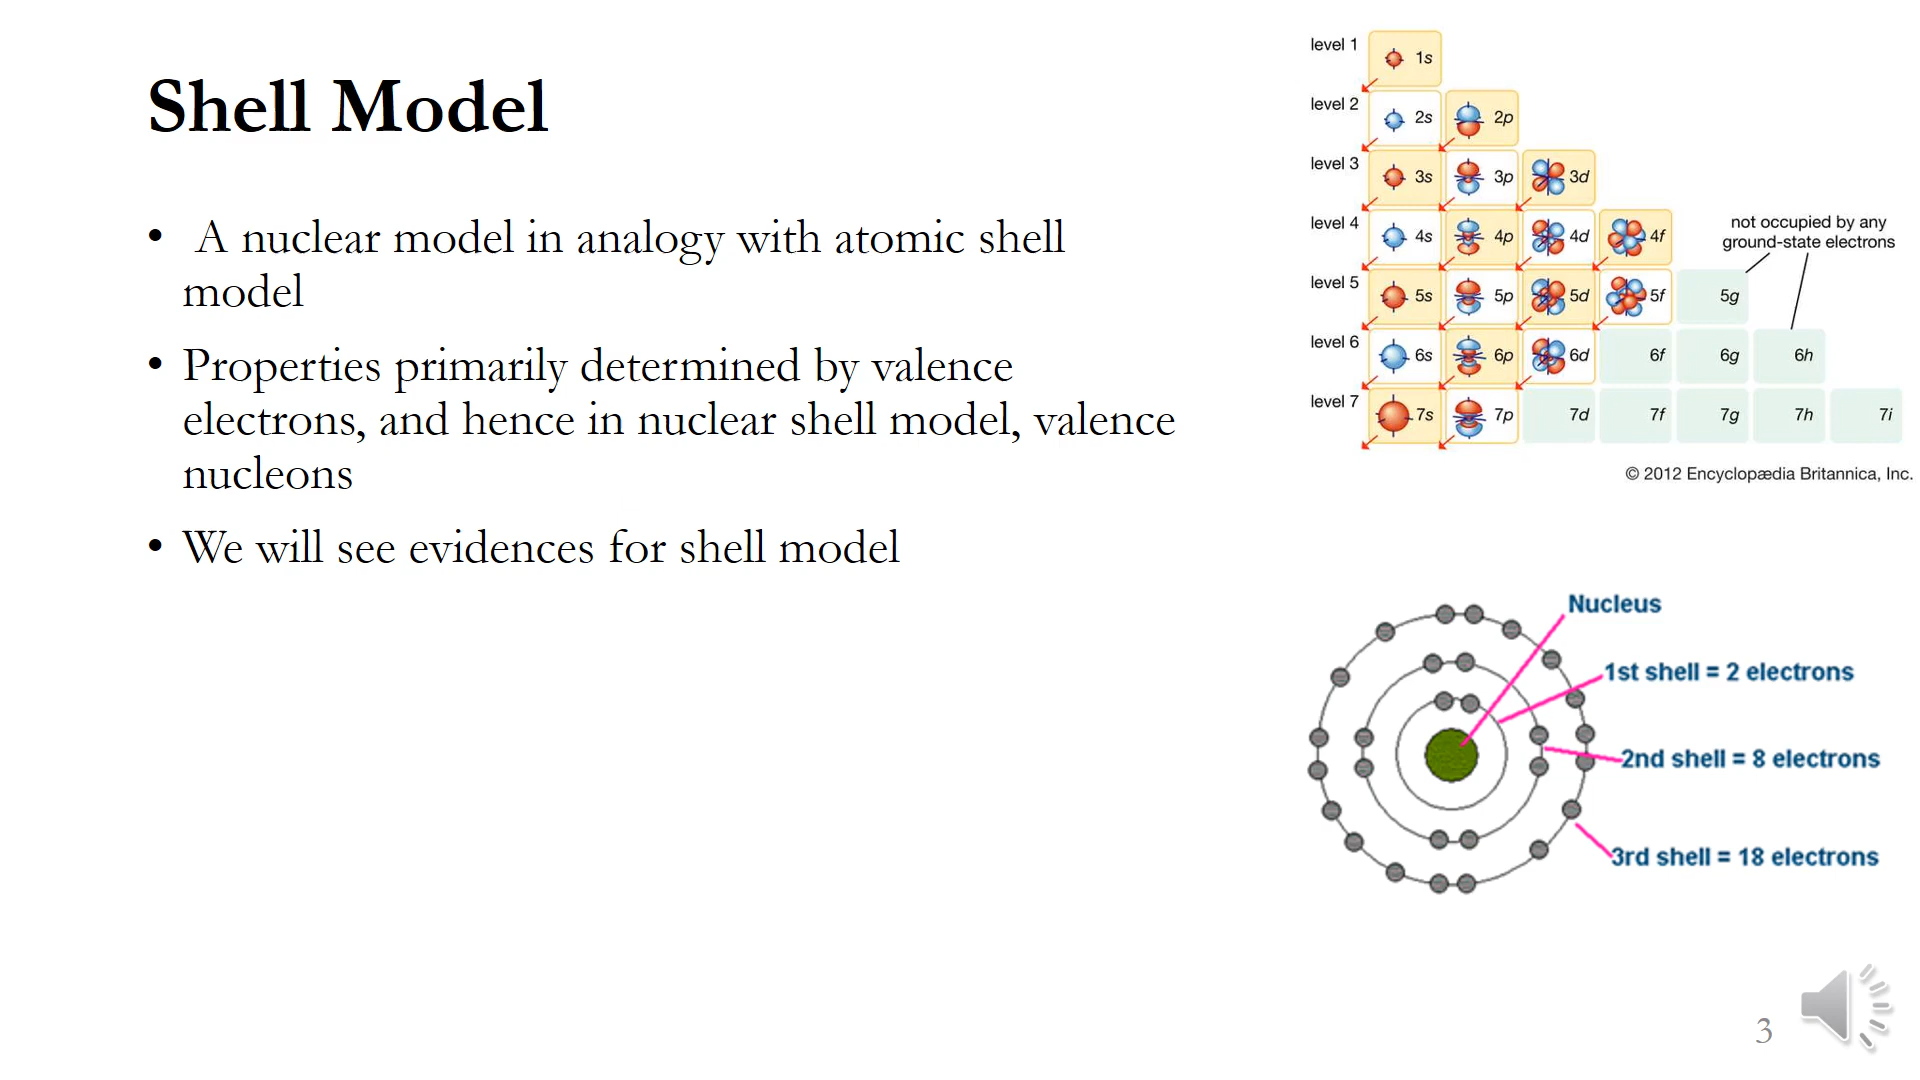 Shell Model
• A nuclear model in analogy with atomic shell
model
• Properties primarily determined by valence
electrons, and hence in nuclear shell model, valence
nucleons
• We will see evidences for shell model
level 1 1s
level 2 2s 2p
level 3 3s 3p 3d
level 4 4s 4p 4d 4f
not occupied by any
ground-state electrons
level 5 5s 5p 5d 5f 5g
level 6 6s 6p 6d 6f 6g 6h
level 7 7s 7p 7d 7f 7g 7h 7i
© 2012 Encyclopædia Britannica, Inc.
Nucleus
1st shell = 2 electrons
2nd shell = 8 electrons
3rd shell = 18 electrons
3